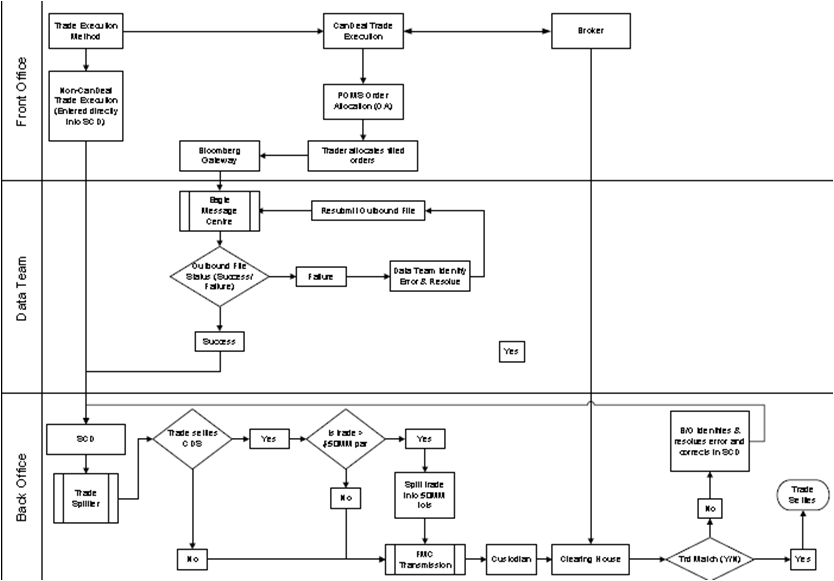 Front Office
Trade Execution
Method
CanDeal Trade
Execution
Broker
Non-CanDeal
Trade Execution
(Entered directly
into SCD)
POMS Order
Allocation (OA)
Bloomberg
Gateway
Trader allocates filled
orders
Data Team
Eagle
Message
Centre
Resubmit Outbound File
Outbound File
Status (Success/
Failure)
Failure
Data Team Identify
Error & Resolve
Success
Yes
Back Office
SCD
Trade
Splitter
Trade settles
CDS
Yes
Is trade >
$50MM par
Yes
B/O identifies &
resolves error and
corrects in SCD
No
Split trade
into 50MM
lots
No
Trade
Settles
No
FMC
Transmission
Custodian
Clearing House
Trd Match (Y/N)
Yes